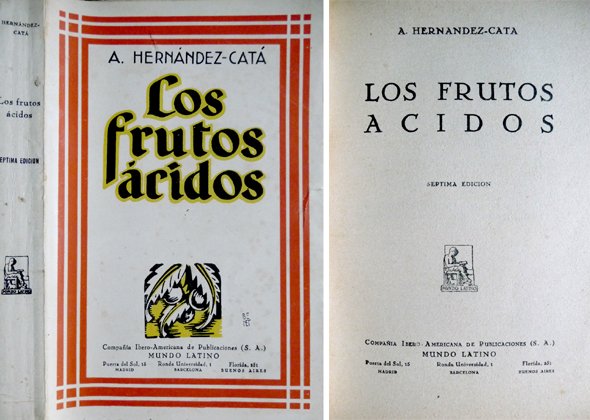 HERNÁNDEZ-
CATÁ
Los frutos
ácidos
SEPTIMA EDICION
MUNDO LATINO
A. HERNÁNDEZ-CATÁ
Los
frutos
ácidos
Compañía Ibero-Americana de Publicaciones (S. A.)
MUNDO LATINO
Puerta del Sol, 15 Ronda Universidad, 1 Florida, 251
MADRID BARCELONA BUENOS AIRES
A. HERNANDEZ-CATA
LOS FRUTOS
ACIDOS
SEPTIMA EDICION
MUNDO LATINO
COMPAÑIA IBERO-AMERICANA DE PUBLICACIONES (S. A.)
MUNDO LATINO
Puerta del Sol, 15 Ronda Universidad, 1 Florida, 251
MADRID BARCELONA BUENOS AIRES